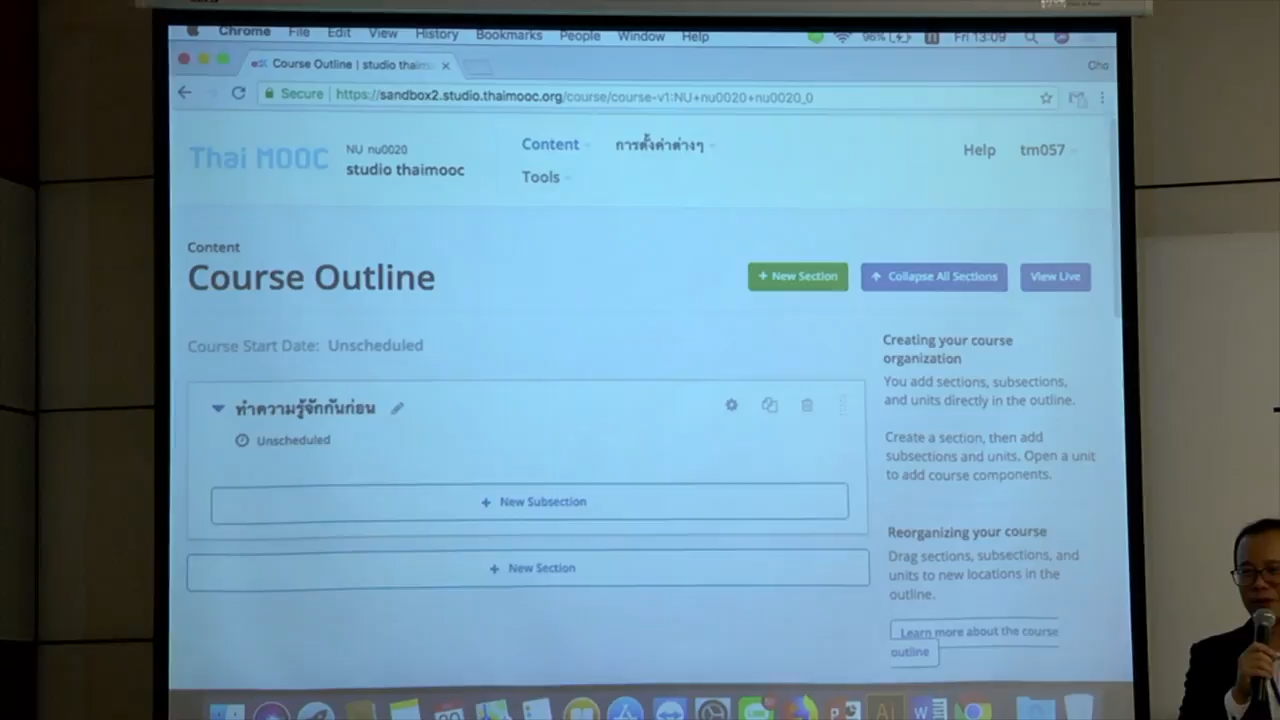 Chrome File Edit View History Bookmarks People Window Help 96% Fri 13:09
Course Outline | studio thaim
Cho
Secure | https://sandbox2.studio.thaimooc.org/course/course-v1:NU+nu0020+nu0020_0
Thai MOOC
NU nu0020
studio thaimooc
Content
การตั้งค่าต่างๆ
Tools
Help
tm057
Content
Course Outline
+ New Section
Collapse All Sections
View Live
Course Start Date: Unscheduled
ทำความรู้จักกันก่อน
Unscheduled
+ New Subsection
+ New Section
Creating your course
organization
You add sections, subsections,
and units directly in the outline.
Create a section, then add
subsections and units. Open a unit
to add course components.
Reorganizing your course
Drag sections, subsections, and
units to new locations in the
outline.
Learn more about the course
outline